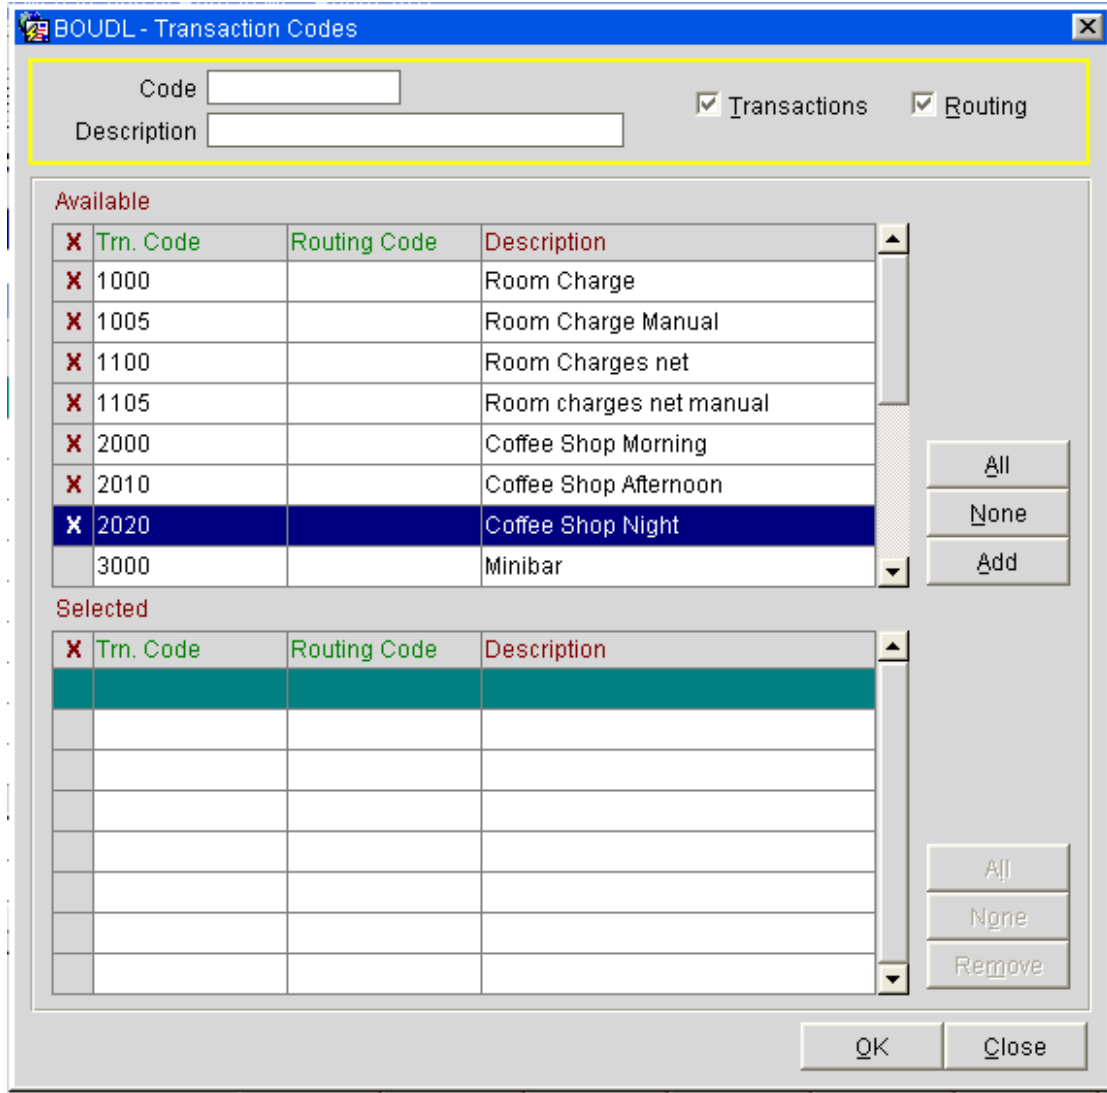 BOUDL - Transaction Codes
Code
Transactions Routing
Description
Available
X Trn. Code Routing Code Description
X 1000 Room Charge
X 1005 Room Charge Manual
X 1100 Room Charges net
X 1105 Room charges net manual
X 2000 Coffee Shop Morning
X 2010 Coffee Shop Afternoon
X 2020 Coffee Shop Night
3000 Minibar
All
None
Add
Selected
X Trn. Code Routing Code Description
All
None
Remove
OK Close